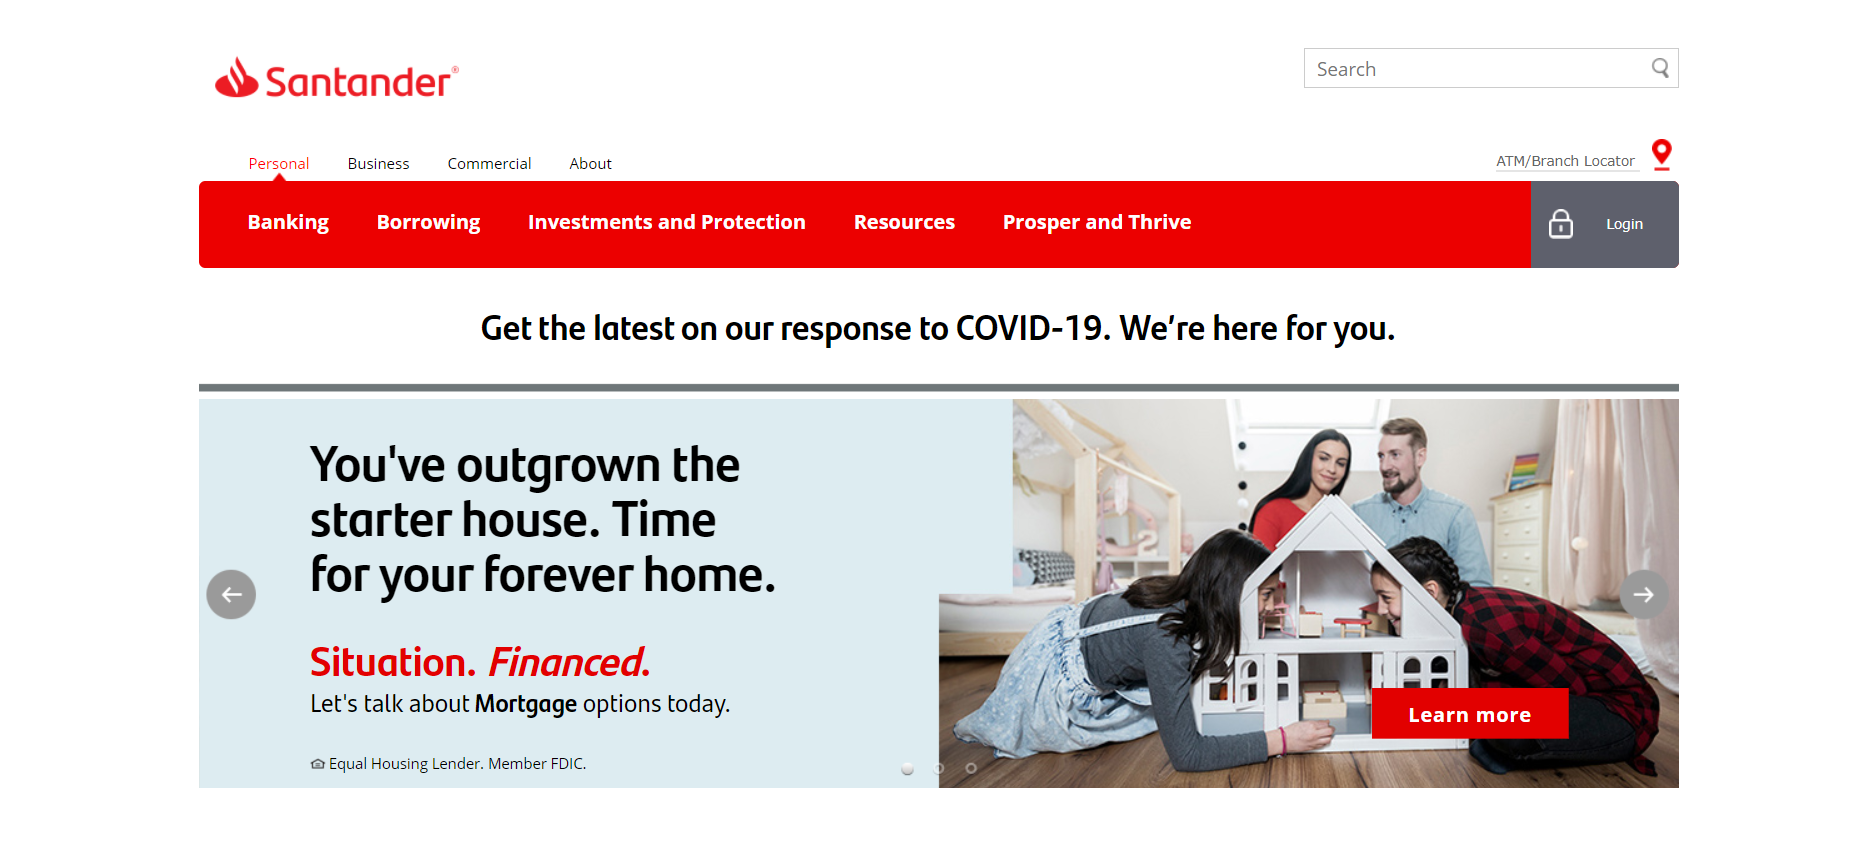 Santander®
Search
Personal Business Commercial About
ATM/Branch Locator
Banking Borrowing Investments and Protection Resources Prosper and Thrive
Login
Get the latest on our response to COVID-19. We're here for you.
You've outgrown the
starter house. Time
for your forever home.
Situation. Financed.
Let's talk about Mortgage options today.
Learn more
Equal Housing Lender. Member FDIC.